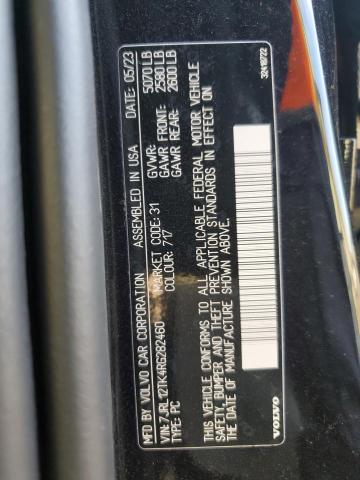 MFD BY VOLVO CAR CORPORATION ASSEMBLED IN USA DATE: 05/23
VIN: 7JRL12TK4RG282460 GVWR: 5070 LB
TYPE: PC MARKET CODE: 31 GAWR FRONT: 2580 LB
COLOUR: 717 GAWR REAR: 2600 LB
THIS VEHICLE CONFORMS TO ALL APPLICABLE FEDERAL MOTOR VEHICLE
SAFETY, BUMPER AND THEFT PREVENTION STANDARDS IN EFFECT ON
THE DATE OF MANUFACTURE SHOWN ABOVE.
VOLVO